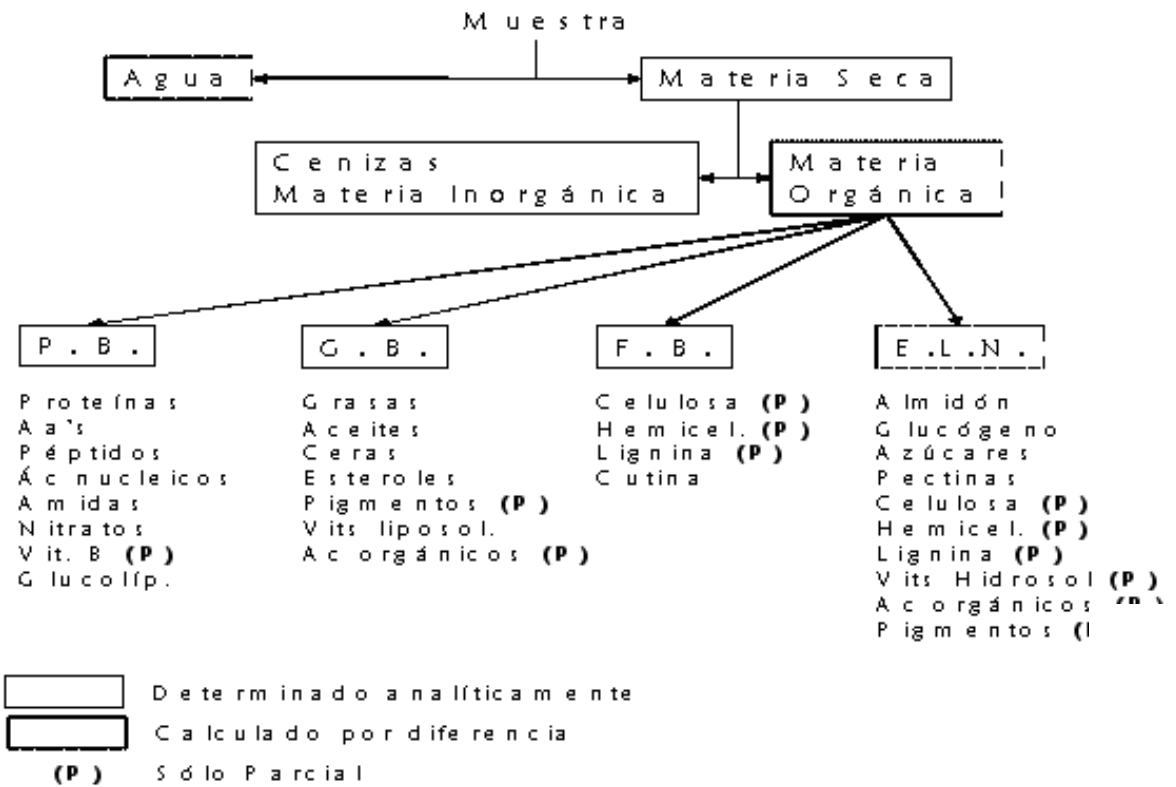 Muestra
Agua
Materia Seca
Cenizas
Materia Inorgánica
Materia
Orgánica
P.B.
Proteínas
Aa's
Péptidos
Ác nucleicos
Amidas
Nitratos
Vit. B (P)
Glucolíp.
G.B.
Grasas
Aceites
Ceras
Esteroles
Pigmentos (P)
Vits liposol.
Ac orgánicos (P)
F.B.
Celulosa (P)
Hemicel. (P)
Lignina (P)
Cutina
E.L.N.
Almidón
Glucógeno
Azúcares
Pectinas
Celulosa (P)
Hemicel. (P)
Lignina (P)
Vits Hidrosol (P)
Ac orgánicos
Pigmentos
Determinado analíticamente
Calculado por diferencia
(P) Sólo Parcial